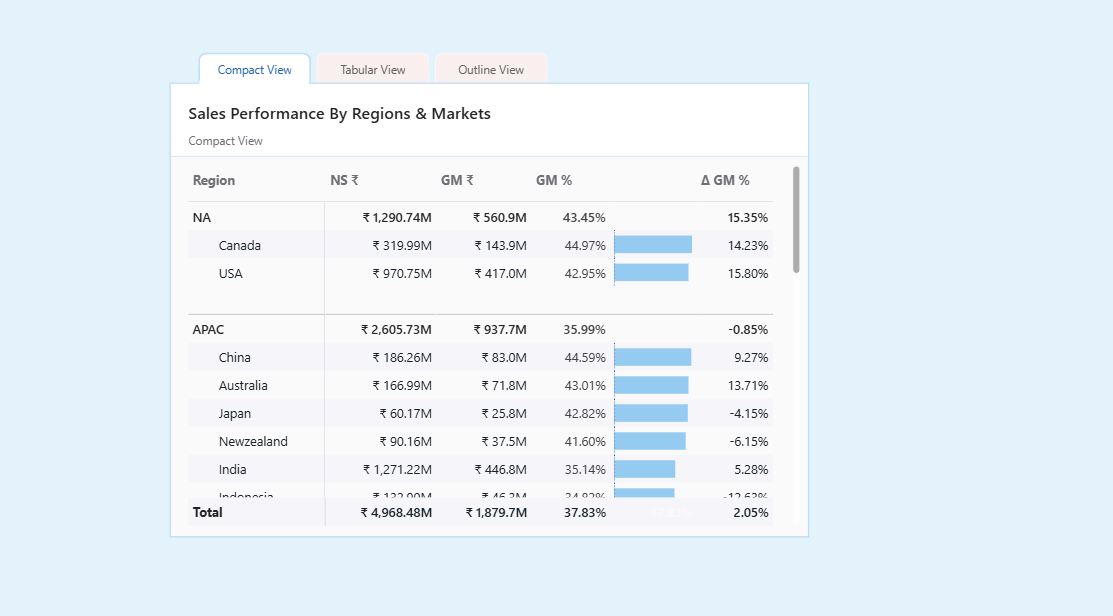 Compact View Tabular View Outline View
Sales Performance By Regions & Markets
Compact View
Region NS ₹ GM ₹ GM % Δ GM %
NA ₹ 1,290.74M ₹ 560.9M 43.45% 15.35%
Canada ₹ 319.99M ₹ 143.9M 44.97% 14.23%
USA ₹ 970.75M ₹ 417.0M 42.95% 15.80%
APAC ₹ 2,605.73M ₹ 937.7M 35.99% -0.85%
China ₹ 186.26M ₹ 83.0M 44.59% 9.27%
Australia ₹ 166.99M ₹ 71.8M 43.01% 13.71%
Japan ₹ 60.17M ₹ 25.8M 42.82% -4.15%
Newzealand ₹ 90.16M ₹ 37.5M 41.60% -6.15%
India ₹ 1,271.22M ₹ 446.8M 35.14% 5.28%
Indonesia
Total ₹ 4,968.48M ₹ 1,879.7M 37.83% 2.05%